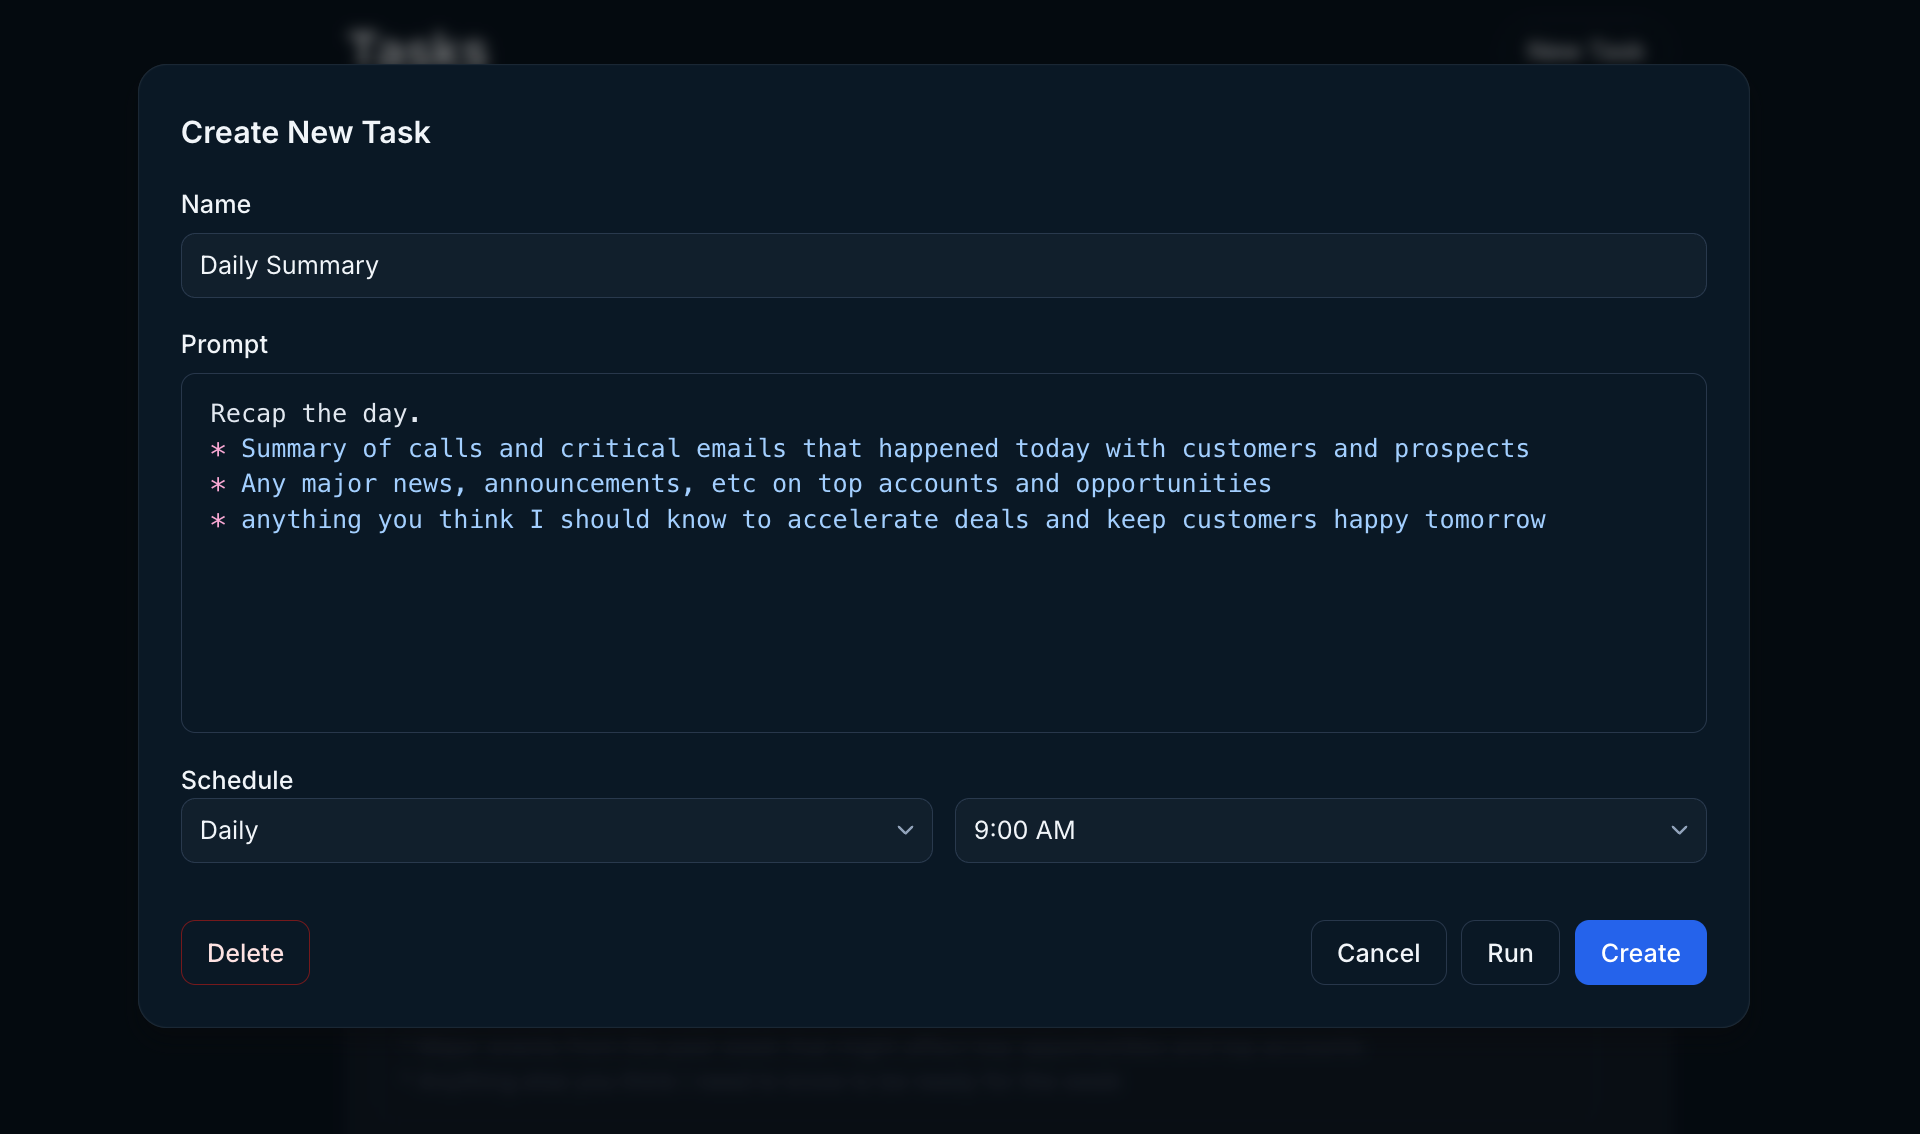 Tasks
New Task
Create New Task
Name
Daily Summary
Prompt
Recap the day.
* Summary of calls and critical emails that happened today with customers and prospects
* Any major news, announcements, etc on top accounts and opportunities
* anything you think I should know to accelerate deals and keep customers happy tomorrow
Schedule
Daily
9:00 AM
Delete
Cancel
Run
Create